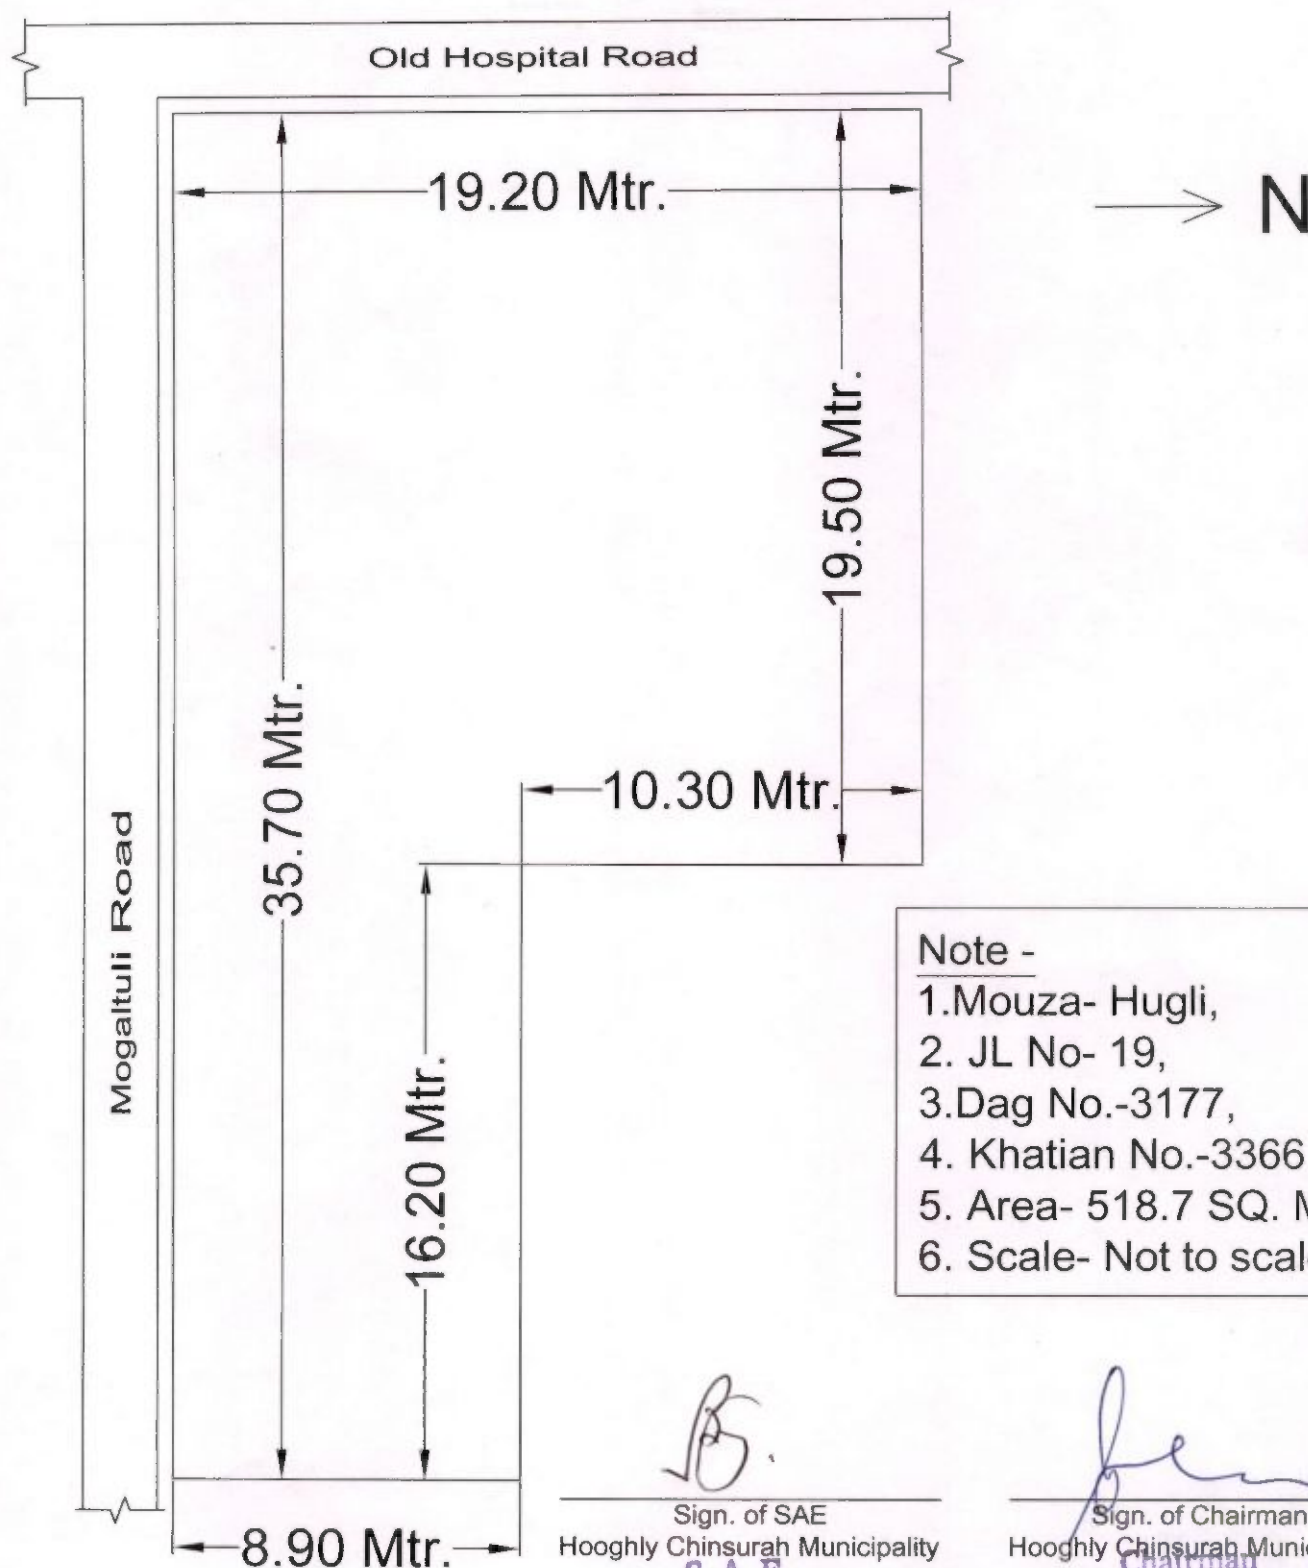 Old Hospital Road
19.20 Mtr.
N
19.50 Mtr.
35.70 Mtr.
10.30 Mtr.
Mogaltuli Road
16.20 Mtr.
8.90 Mtr.
Note -
1.Mouza- Hugli,
2. JL No- 19,
3.Dag No.-3177,
4. Khatian No.-3366
5. Area- 518.7 SQ. M
6. Scale- Not to scal
Sign. of SAE
Hooghly Chinsurah Municipality
S.A.E
Sign. of Chairman
Hooghly Chinsurah Muni
Chairman